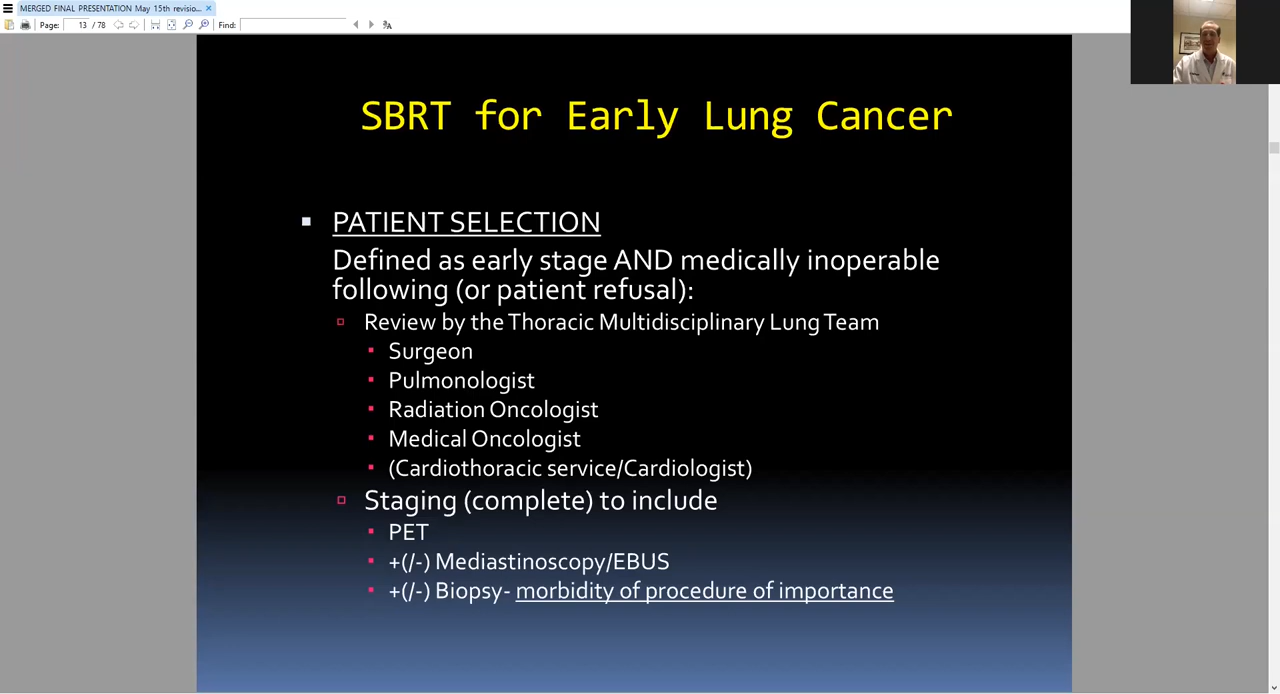 MERGED FINAL PRESENTATION May 15th revisio...
Page: 13 / 78 Find:
SBRT for Early Lung Cancer
PATIENT SELECTION
Defined as early stage AND medically inoperable
following (or patient refusal):
Review by the Thoracic Multidisciplinary Lung Team
Surgeon
Pulmonologist
Radiation Oncologist
Medical Oncologist
(Cardiothoracic service/Cardiologist)
Staging (complete) to include
PET
+(/-) Mediastinoscopy/EBUS
+(/-) Biopsy- morbidity of procedure of importance